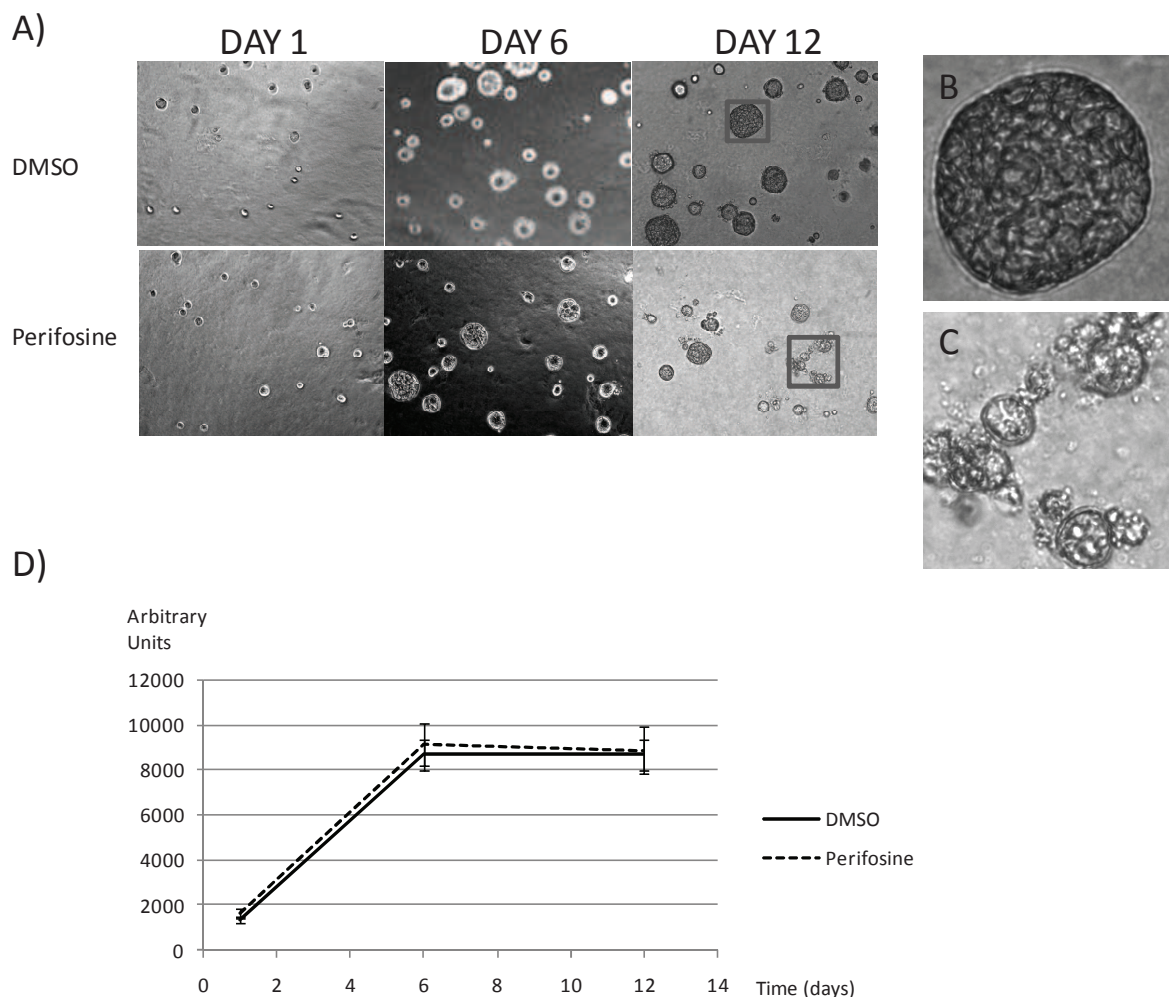 A)
DAY 1 DAY 6 DAY 12
DMSO
Perifosine
B
C
D)
Arbitrary
Units
12000
10000
8000
6000
4000
2000
0
0 2 4 6 8 10 12 14
Time (days)
DMSO
Perifosine